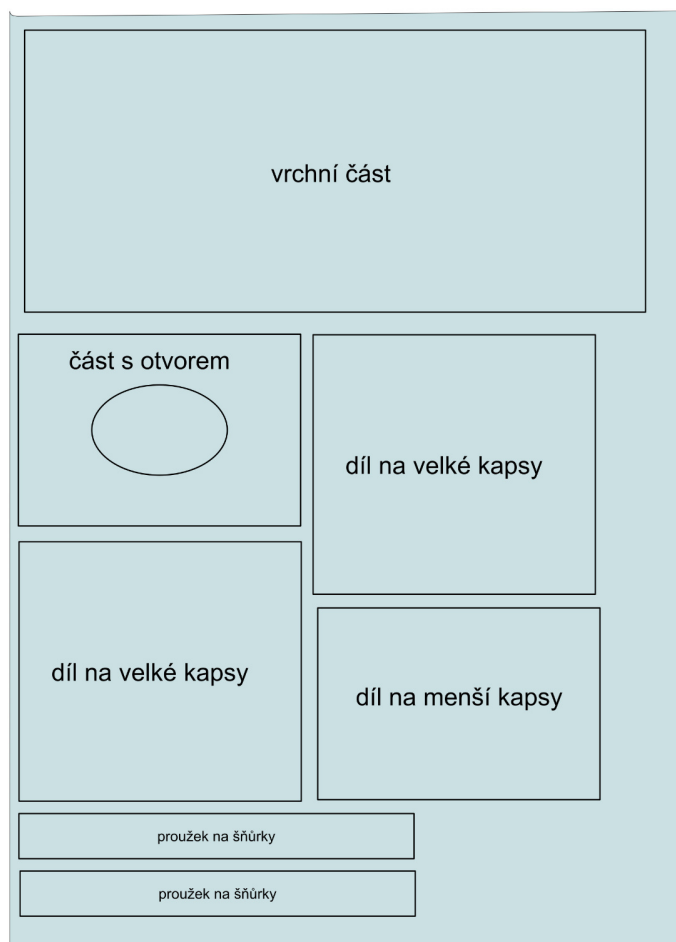 vrchní část
část s otvorem
díl na velké kapsy
díl na velké kapsy
díl na menší kapsy
proužek na šňůrky
proužek na šňůrky